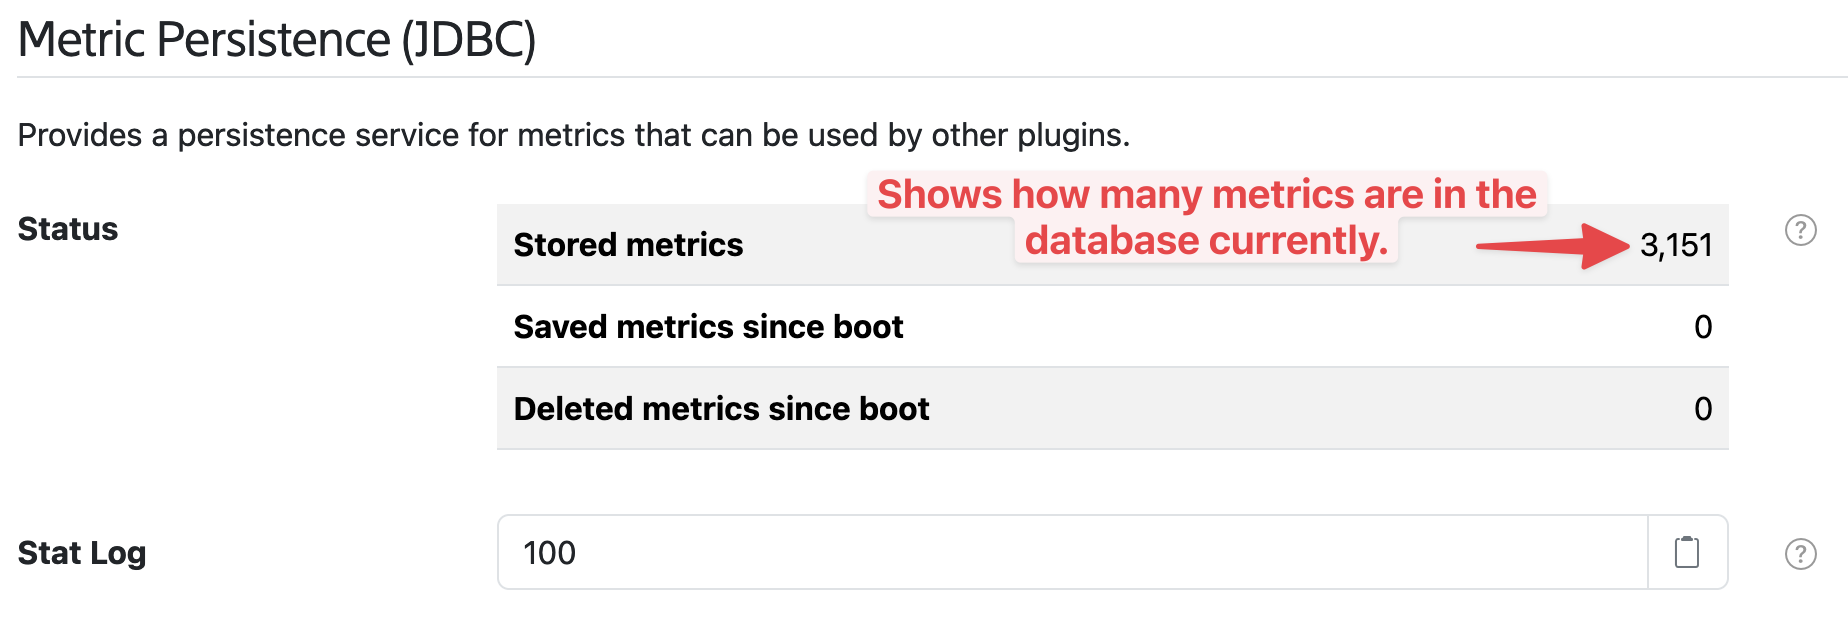 Metric Persistence (JDBC)
Provides a persistence service for metrics that can be used by other plugins.
Shows how many metrics are in the
database currently.
Status
Stored metrics 3,151
Saved metrics since boot 0
Deleted metrics since boot 0
Stat Log 100